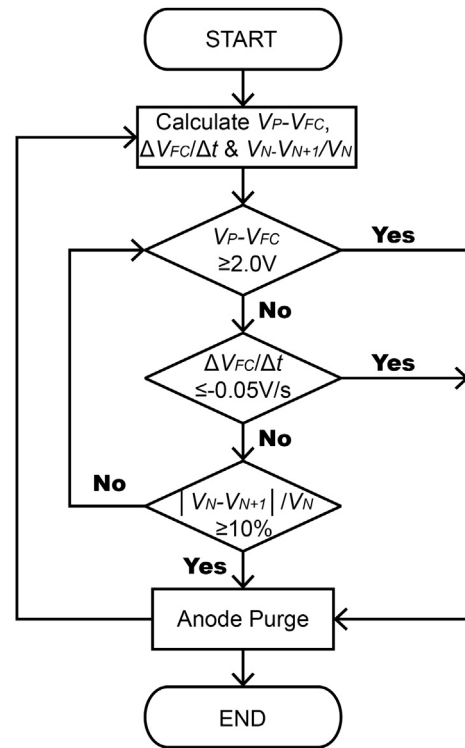 START
Calculate VP-VFC,
ΔVFC/Δt & VN-VN+1/VN
VP-VFC
≥2.0V
Yes
No
ΔVFC/Δt
≤-0.05V/s
Yes
No
No
|VN-VN+1|/VN
≥10%
Yes
Anode Purge
END